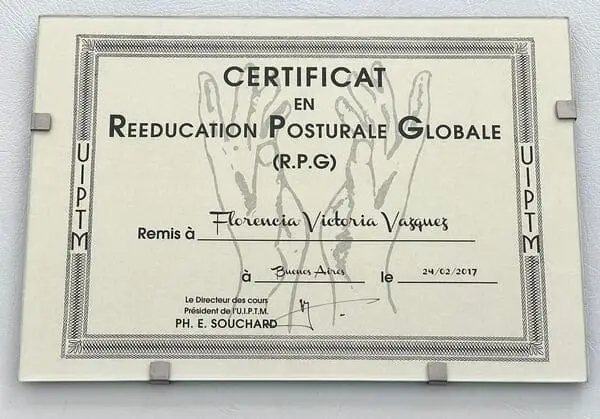 CERTIFICAT
EN
REEDUCATION POSTURALE GLOBALE
(R.P.G)
UIPTM
UIPTM
Remis à Florencia Victoria Vazquez
à Buenos Aires le 24/02/2017
Le Directeur des cours
Président de l'U.I.P.T.M.
PH. E. SOUCHARD